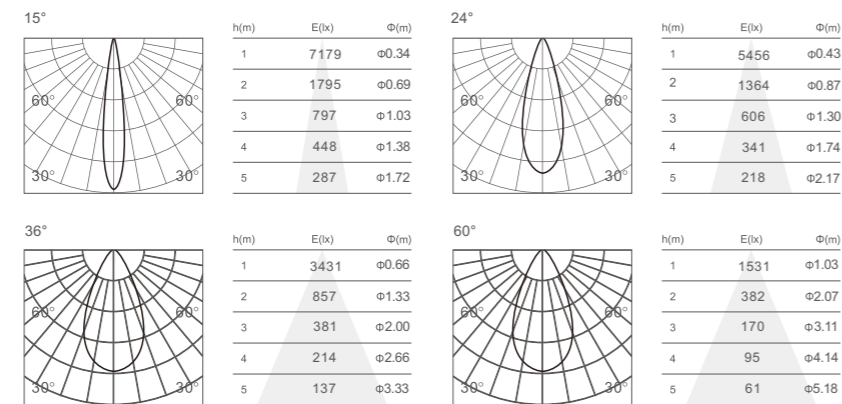 15°
h(m) E(lx) Φ(m)
1 7179 Φ0.34
2 1795 Φ0.69
3 797 Φ1.03
4 448 Φ1.38
5 287 Φ1.72
60° 60°
30° 30°
24°
h(m) E(lx) Φ(m)
1 5456 Φ0.43
2 1364 Φ0.87
3 606 Φ1.30
4 341 Φ1.74
5 218 Φ2.17
60° 60°
30° 30°
36°
h(m) E(lx) Φ(m)
1 3431 Φ0.66
2 857 Φ1.33
3 381 Φ2.00
4 214 Φ2.66
5 137 Φ3.33
60° 60°
30° 30°
60°
h(m) E(lx) Φ(m)
1 1531 Φ1.03
2 382 Φ2.07
3 170 Φ3.11
4 95 Φ4.14
5 61 Φ5.18
60° 60°
30° 30°